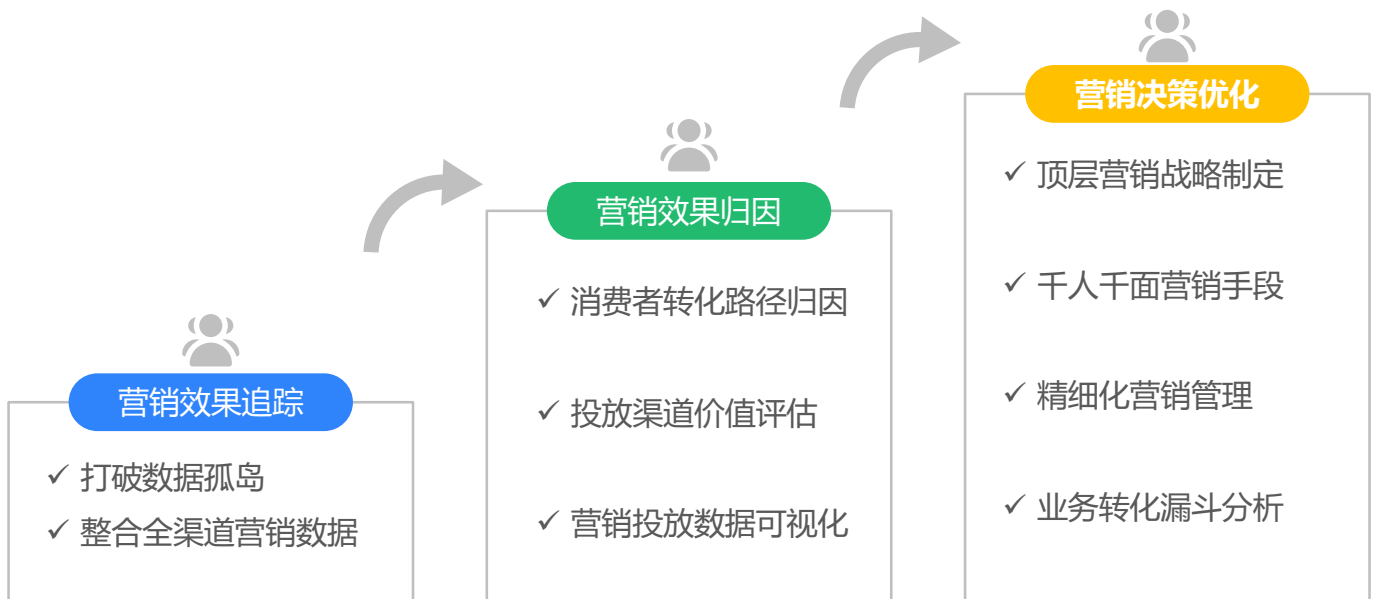 营销效果追踪
打破数据孤岛
整合全渠道营销数据
营销效果归因
消费者转化路径归因
投放渠道价值评估
营销投放数据可视化
营销决策优化
顶层营销战略制定
千人千面营销手段
精细化营销管理
业务转化漏斗分析